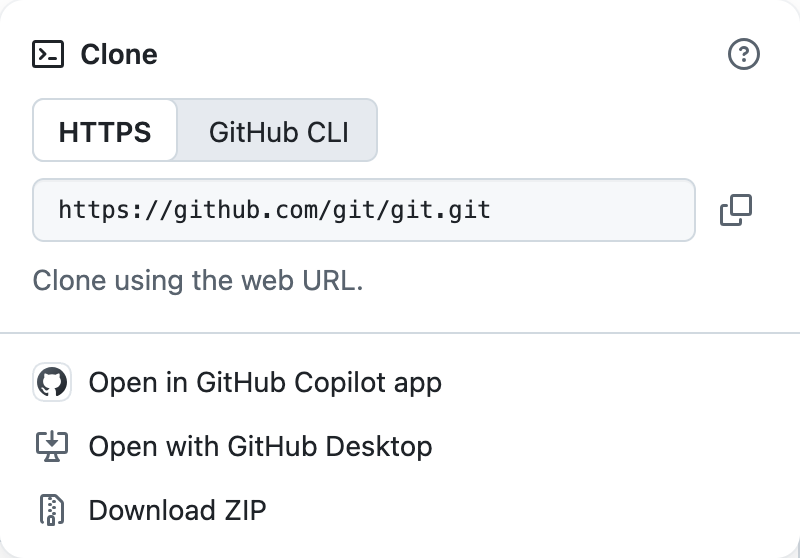 Clone
HTTPS GitHub CLI
https://github.com/git/git.git
Clone using the web URL.
Open in GitHub Copilot app
Open with GitHub Desktop
Download ZIP